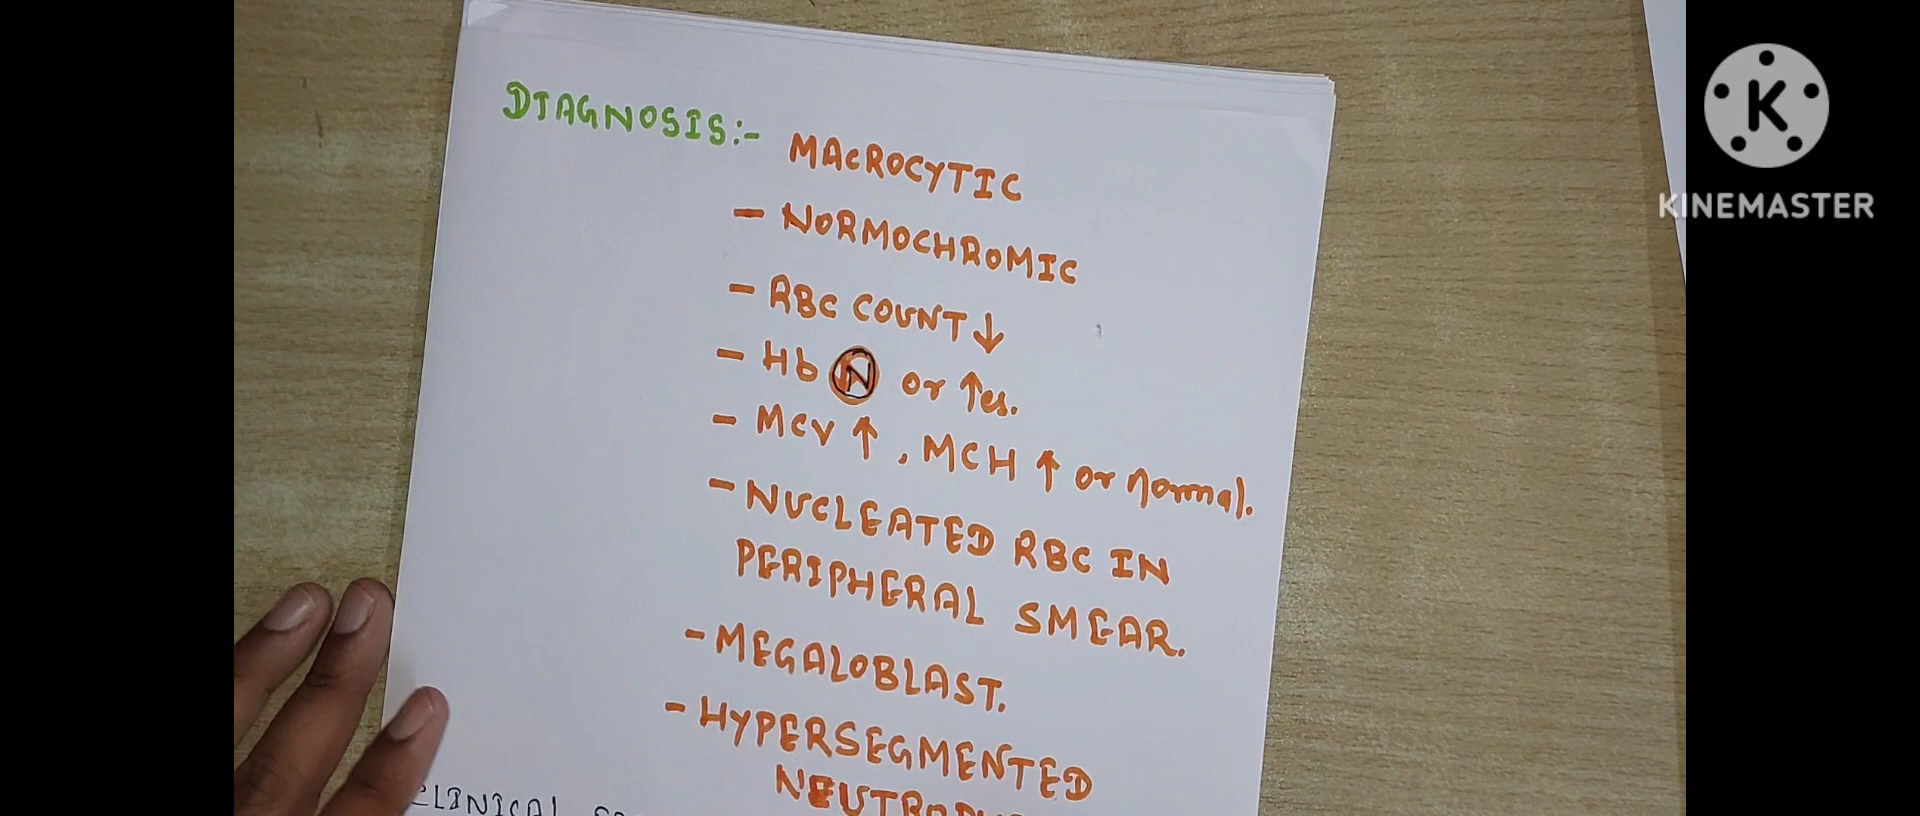 DIAGNOSIS:- MACROCYTIC
- NORMOCHROMIC
- RBC COUNT ↓
- Hb N or ↑es.
- MCV ↑, MCH ↑ or normal.
- NUCLEATED RBC IN
PERIPHERAL SMEAR.
- MEGALOBLAST.
- HYPERSEGMENTED
CLINICAL
K
KINEMASTER